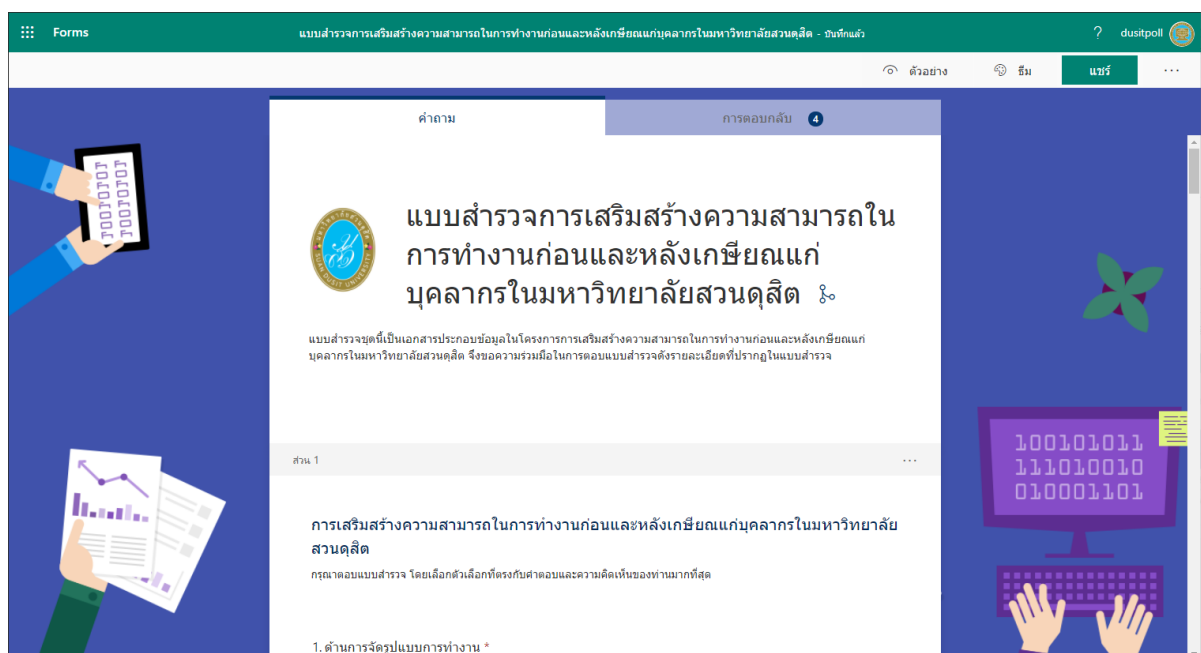 Forms
แบบสำรวจการเสริมสร้างความสามารถในการทำงานก่อนและหลังเกษียณแก่บุคลากรในมหาวิทยาลัยสวนดุสิต - บันทึกแล้ว
? dusitpoll
ตัวอย่าง
ธีม
แชร์
...
คำถาม
การตอบกลับ 4
แบบสำรวจการเสริมสร้างความสามารถใน
การทำงานก่อนและหลังเกษียณแก่
บุคลากรในมหาวิทยาลัยสวนดุสิต
แบบสำรวจชุดนี้เป็นเอกสารประกอบข้อมูลในโครงการการเสริมสร้างความสามารถในการทำงานก่อนและหลังเกษียณแก่
บุคลากรในมหาวิทยาลัยสวนดุสิต จึงขอความร่วมมือในการตอบแบบสำรวจดังรายละเอียดที่ปรากฏในแบบสำรวจ
ส่วน 1
...
การเสริมสร้างความสามารถในการทำงานก่อนและหลังเกษียณแก่บุคลากรในมหาวิทยาลัย
สวนดุสิต
กรุณาตอบแบบสำรวจ โดยเลือกตัวเลือกที่ตรงกับคำตอบและความคิดเห็นของท่านมากที่สุด
1. ด้านการจัดรูปแบบการทำงาน *
100101011
111010010
010001101